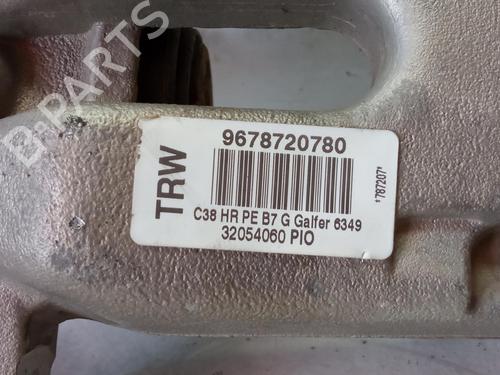 TRW
9678720780
C38 HR PE B7 G Galfer 6349
32054060 PIO
*787207*
B-PARTS